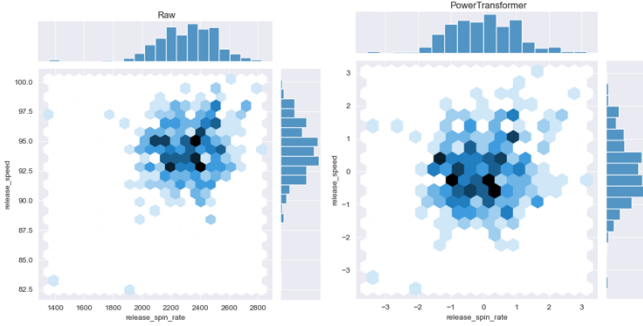 Raw
PowerTransformer
100.0
97.5
95.0
92.5
90.0
87.5
85.0
82.5
release_speed
1400 1600 1800 2000 2200 2400 2600 2800
release_spin_rate
3
2
1
0
−1
−2
−3
release_speed
−3 −2 −1 0 1 2 3
release_spin_rate
−3